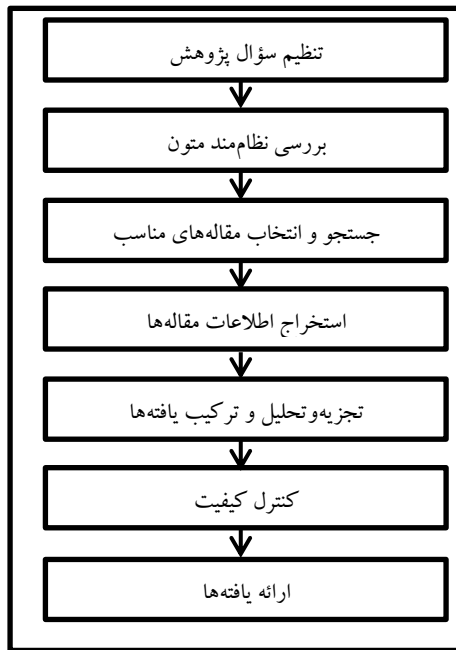 تنظیم سؤال پژوهش
بررسی نظام‌مند متون
جستجو و انتخاب مقاله‌های مناسب
استخراج اطلاعات مقاله‌ها
تجزیه‌وتحلیل و ترکیب یافته‌ها
کنترل کیفیت
ارائه یافته‌ها